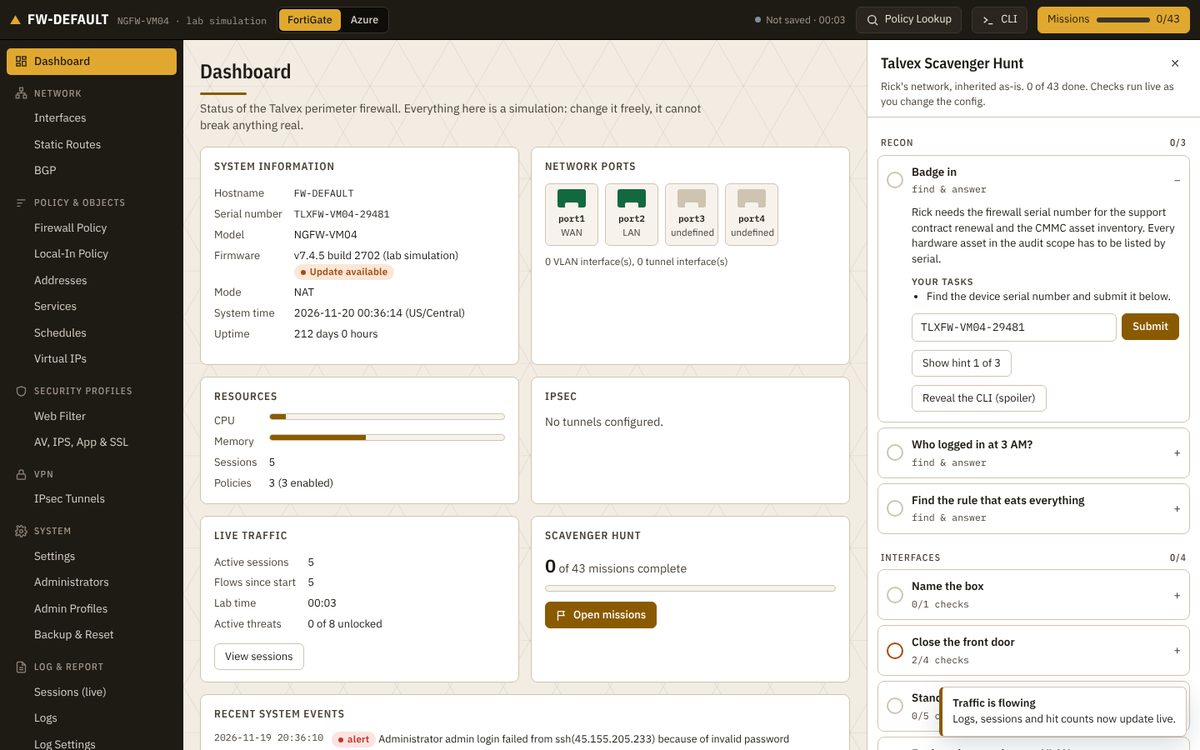 FW-DEFAULT NGFW-VM04 · lab simulation FortiGate Azure Not saved · 00:03 Policy Lookup CLI Missions 0/43
Dashboard
NETWORK
Interfaces
Static Routes
BGP
POLICY & OBJECTS
Firewall Policy
Local-In Policy
Addresses
Services
Schedules
Virtual IPs
SECURITY PROFILES
Web Filter
AV, IPS, App & SSL
VPN
IPsec Tunnels
SYSTEM
Settings
Administrators
Admin Profiles
Backup & Reset
LOG & REPORT
Sessions (live)
Logs
Log Settings
Dashboard
Status of the Talvex perimeter firewall. Everything here is a simulation: change it freely, it cannot
break anything real.
SYSTEM INFORMATION
Hostname FW-DEFAULT
Serial number TLXFW-VM04-29481
Model NGFW-VM04
Firmware v7.4.5 build 2702 (lab simulation)
Update available
Mode NAT
System time 2026-11-20 00:36:14 (US/Central)
Uptime 212 days 0 hours
NETWORK PORTS
port1 port2 port3 port4
WAN LAN undefined undefined
0 VLAN interface(s), 0 tunnel interface(s)
RESOURCES
CPU
Memory
Sessions 5
Policies 3 (3 enabled)
IPSEC
No tunnels configured.
LIVE TRAFFIC
Active sessions 5
Flows since start 5
Lab time 00:03
Active threats 0 of 8 unlocked
View sessions
SCAVENGER HUNT
0 of 43 missions complete
Open missions
RECENT SYSTEM EVENTS
2026-11-19 20:36:10 alert Administrator admin login failed from ssh(45.155.205.233) because of invalid password
Talvex Scavenger Hunt
Rick's network, inherited as-is. 0 of 43 done. Checks run live as
you change the config.
RECON 0/3
Badge in
find & answer
Rick needs the firewall serial number for the support
contract renewal and the CMMC asset inventory. Every
hardware asset in the audit scope has to be listed by
serial.
YOUR TASKS
• Find the device serial number and submit it below.
TLXFW-VM04-29481 Submit
Show hint 1 of 3
Reveal the CLI (spoiler)
Who logged in at 3 AM?
find & answer
Find the rule that eats everything
find & answer
INTERFACES 0/4
Name the box
0/1 checks
Close the front door
2/4 checks
Stand
0/5
Traffic is flowing
Logs, sessions and hit counts now update live.